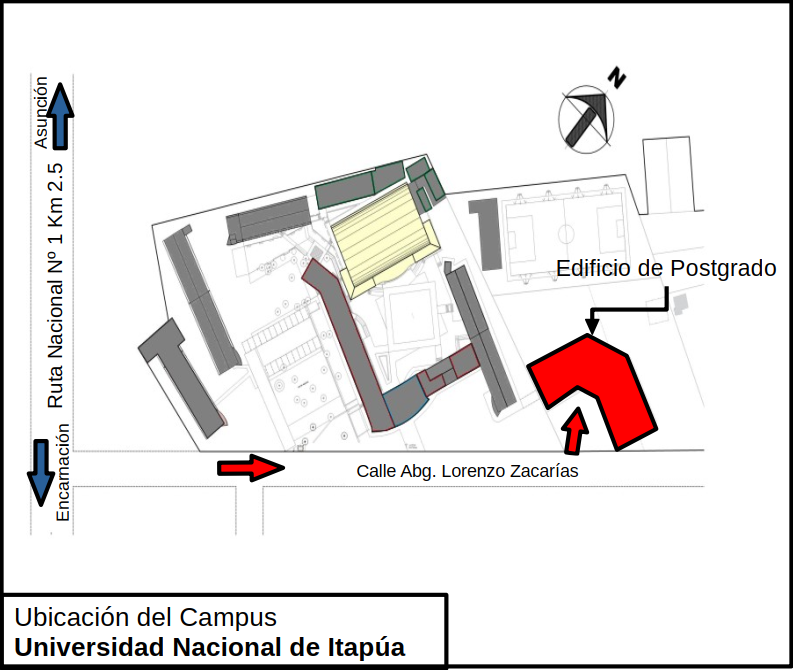 N
Asunción
Ruta Nacional Nº 1 Km 2.5
Encarnación
Edificio de Postgrado
Calle Abg. Lorenzo Zacarías
Ubicación del Campus
Universidad Nacional de Itapúa